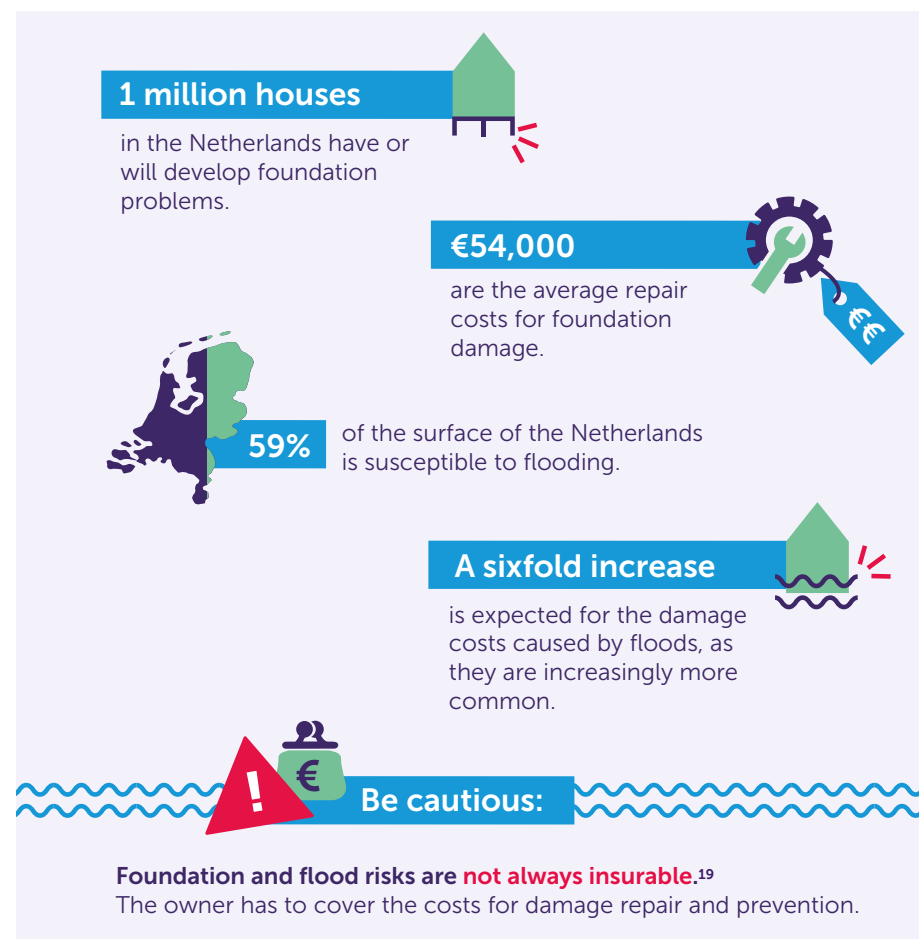 1 million houses
in the Netherlands have or
will develop foundation
problems.
€54,000
are the average repair
costs for foundation
damage.
€€
59%
of the surface of the Netherlands
is susceptible to flooding.
A sixfold increase
is expected for the damage
costs caused by floods, as
they are increasingly more
common.
!
€
Be cautious:
Foundation and flood risks are not always insurable.¹⁹
The owner has to cover the costs for damage repair and prevention.